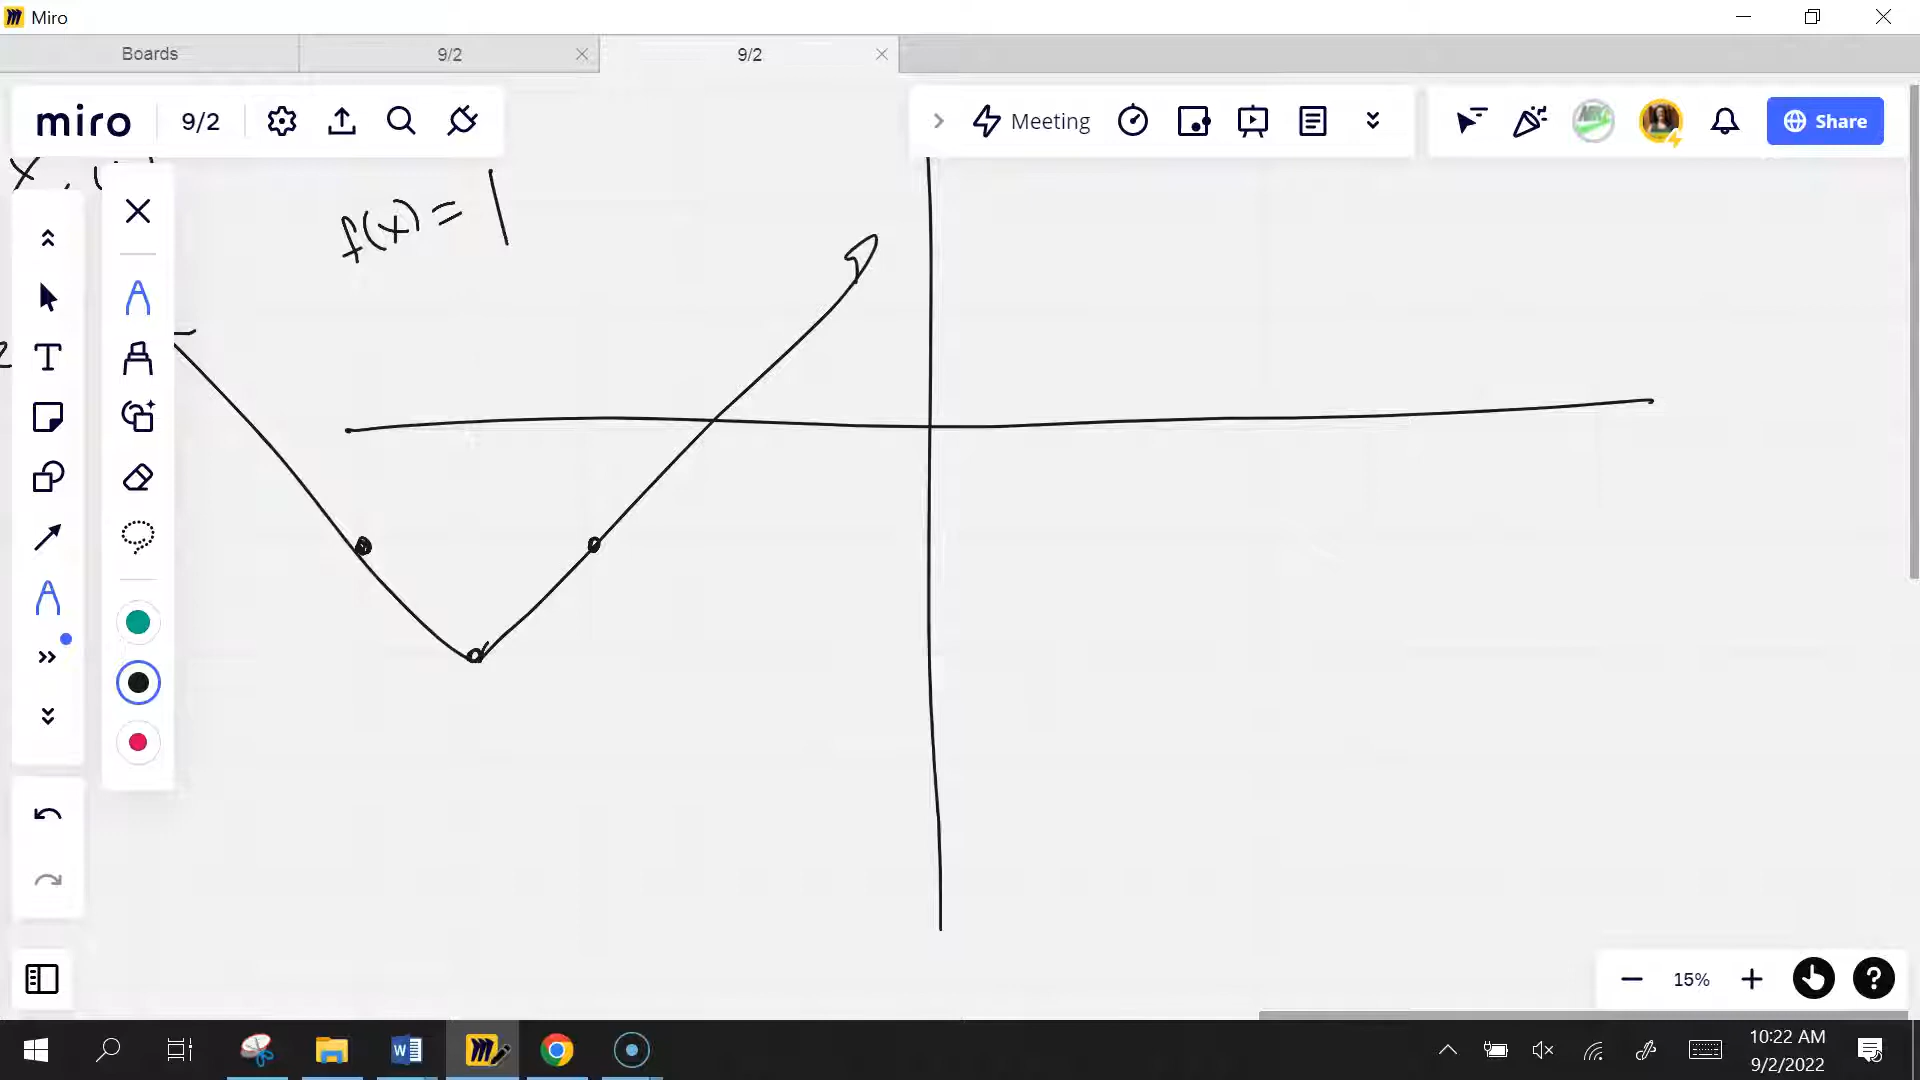 Miro
Boards
9/2
9/2
miro
9/2
Meeting
Share
f(x) = |
15%
10:22 AM
9/2/2022